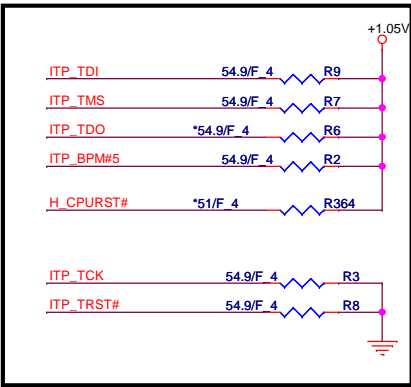 +1.05V
ITP_TDI 54.9/F_4 R9
ITP_TMS 54.9/F_4 R7
ITP_TDO *54.9/F_4 R6
ITP_BPM#5 54.9/F_4 R2
H_CPURST# *51/F_4 R364
ITP_TCK 54.9/F_4 R3
ITP_TRST# 54.9/F_4 R8